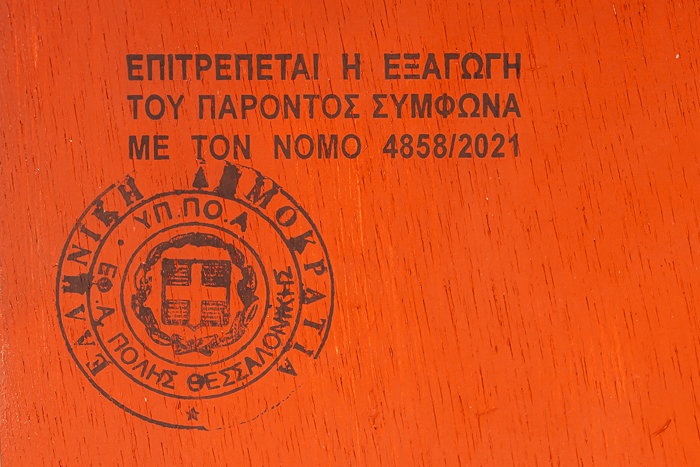 ΕΠΙΤΡΕΠΕΤΑΙ Η ΕΞΑΓΩΓΗ
ΤΟΥ ΠΑΡΟΝΤΟΣ ΣΥΜΦΩΝΑ
ΜΕ ΤΟΝ ΝΟΜΟ 4858/2021
ΕΛΛΗΝΙΚΗ ΔΗΜΟΚΡΑΤΙΑ
ΥΠ.ΠΟ.Α
ΕΦ.Α. ΠΟΛΗΣ ΘΕΣΣΑΛΟΝΙΚΗΣ